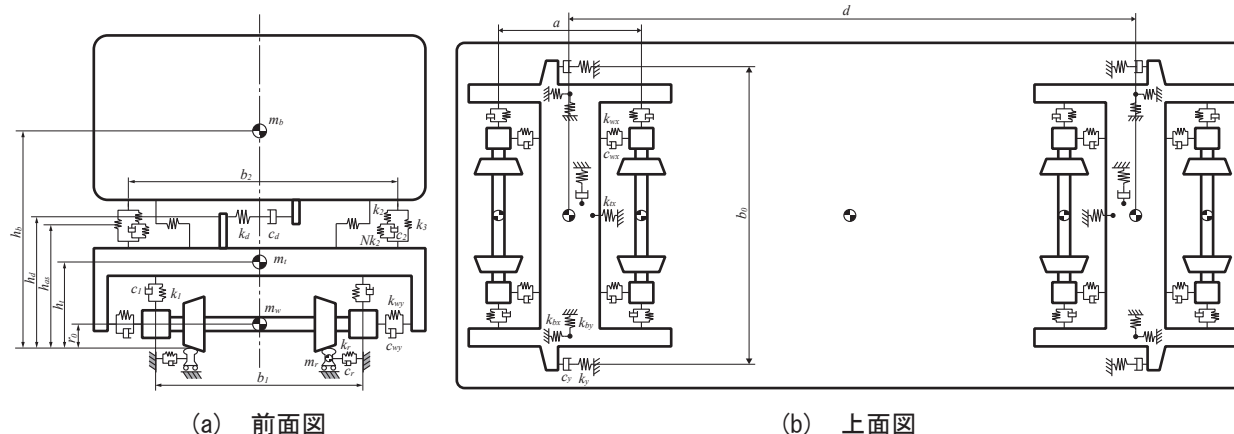 m_b
b_2
k_2
k_3
k_d
c_d
Nk_2
c_2
h_b
h_d
h_as
h_t
r_0
m_t
c_1
k_1
m_w
k_wy
c_wy
k_r
m_r
c_r
b_1
(a) 前面図
a
d
k_wx
c_wx
k_tx
b_0
k_bx
k_by
c_y
k_y
(b) 上面図